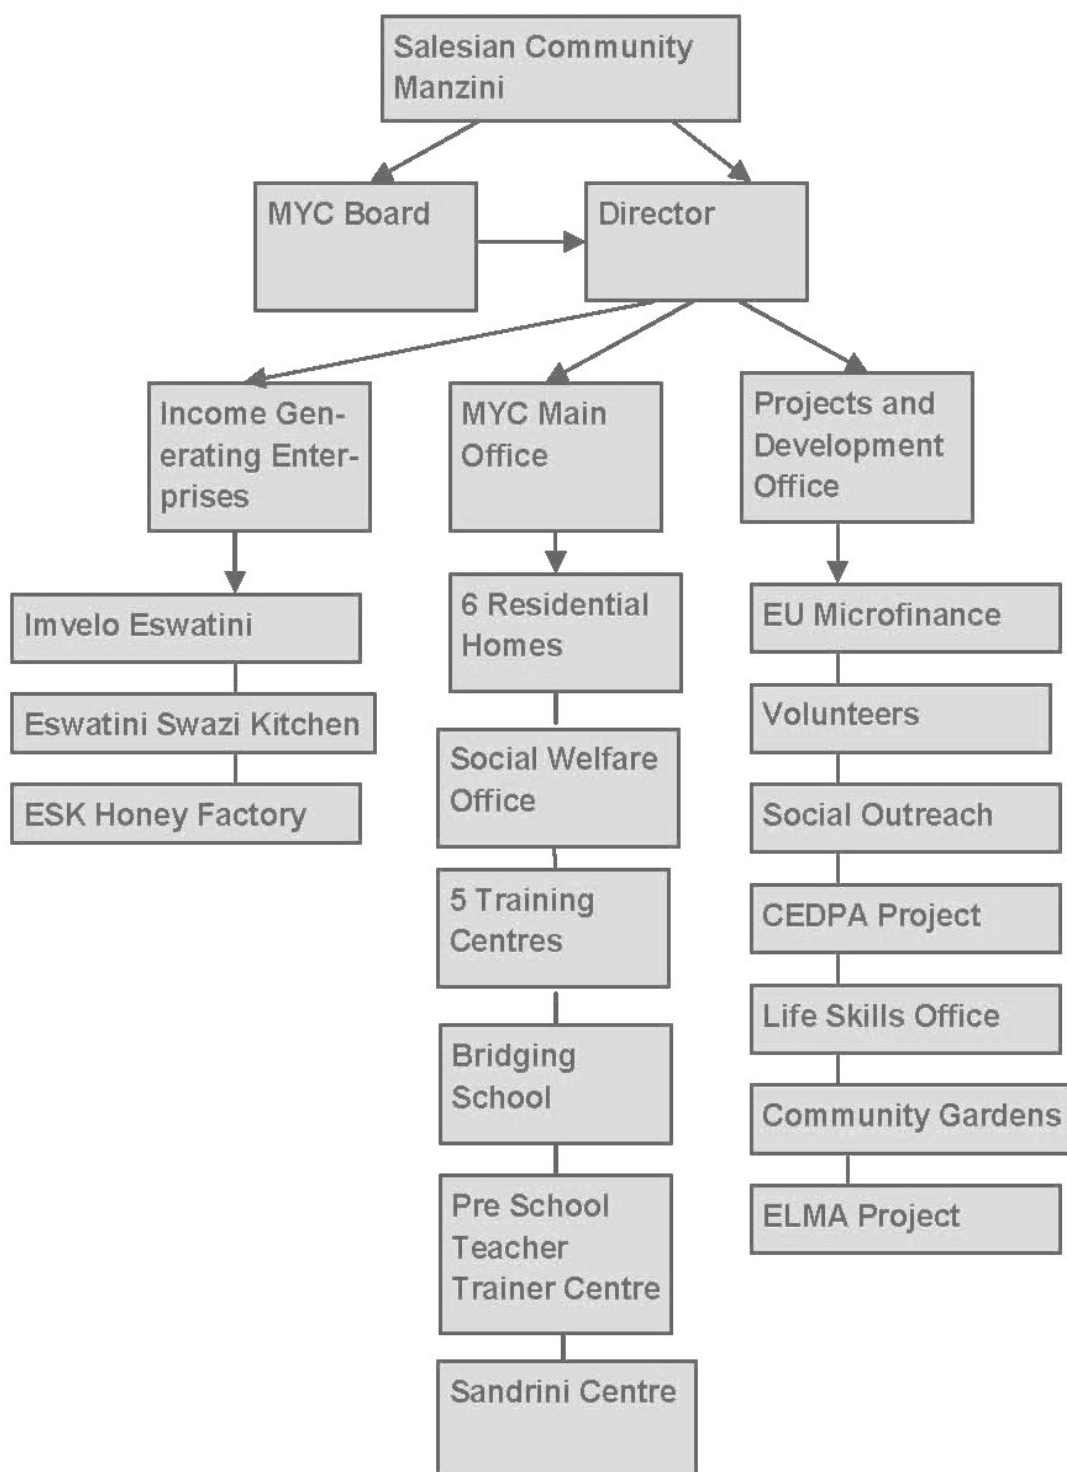 Salesian Community
Manzini
MYC Board
Director
Income Gen-
erating Enter-
prises
MYC Main
Office
Projects and
Development
Office
Imvelo Eswatini
Eswatini Swazi Kitchen
ESK Honey Factory
6 Residential
Homes
Social Welfare
Office
5 Training
Centres
Bridging
School
Pre School
Teacher
Trainer Centre
Sandrini Centre
EU Microfinance
Volunteers
Social Outreach
CEDPA Project
Life Skills Office
Community Gardens
ELMA Project